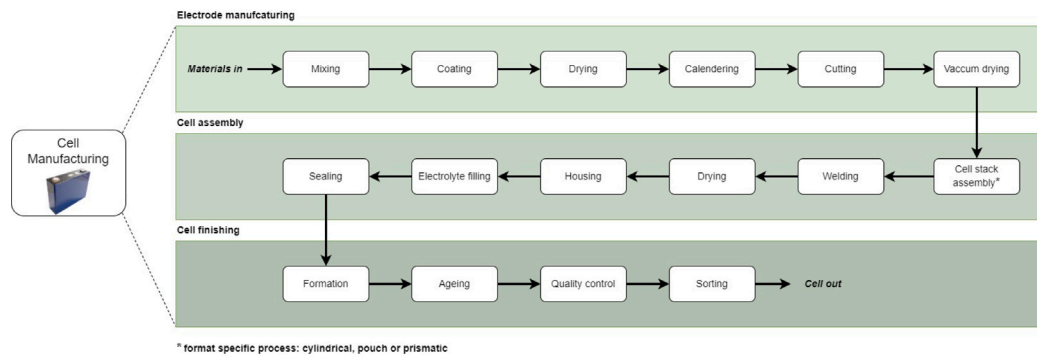 Electrode manufcaturing
Materials in
Mixing
Coating
Drying
Calendering
Cutting
Vaccum drying
Cell
Manufacturing
Cell assembly
Sealing
Electrolyte filling
Housing
Drying
Welding
Cell stack
assembly*
Cell finishing
Formation
Ageing
Quality control
Sorting
Cell out
* format specific process: cylindrical, pouch or prismatic